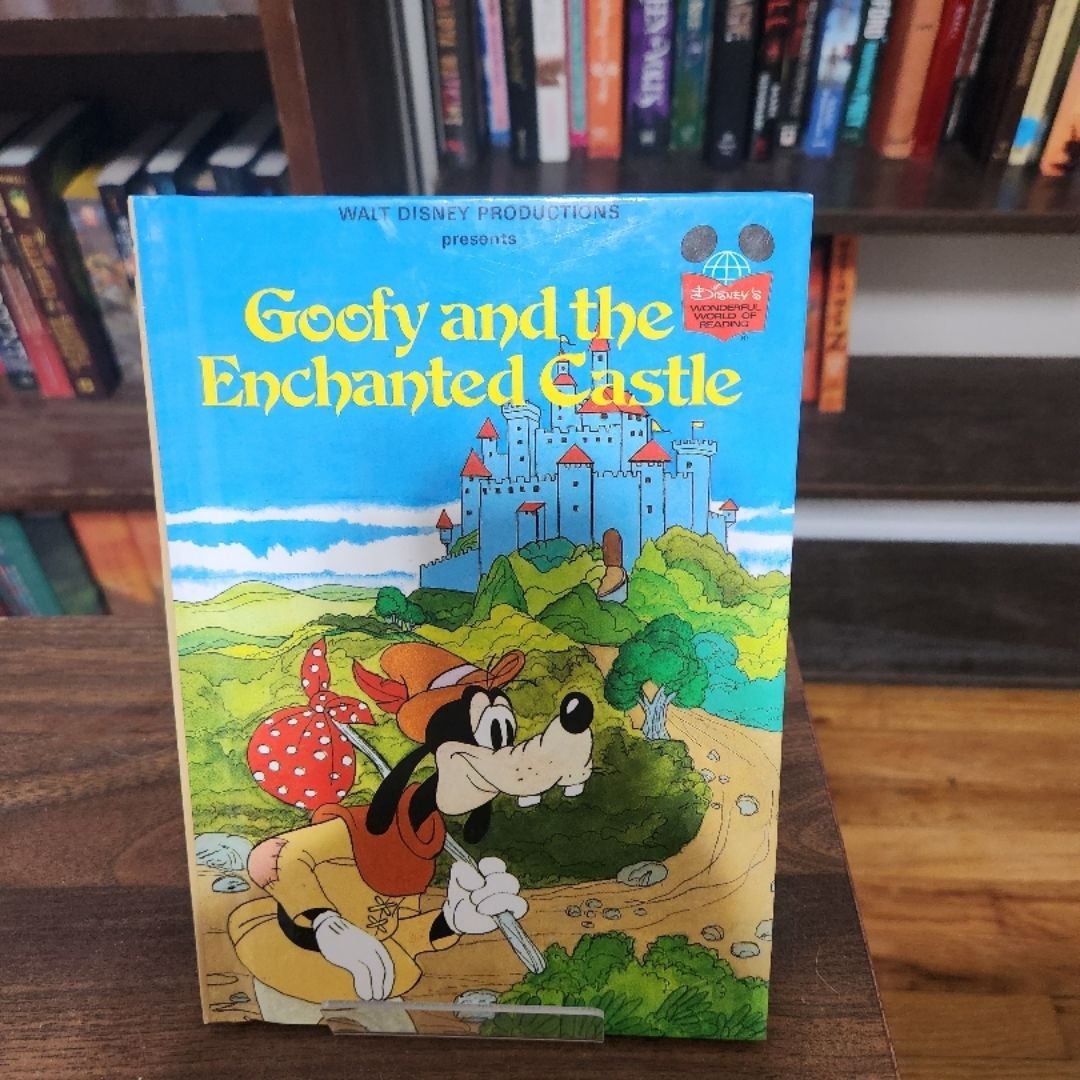 WALT DISNEY PRODUCTIONS
presents
Goofy and the
Enchanted Castle
DISNEY'S
WONDERFUL
WORLD OF
READING